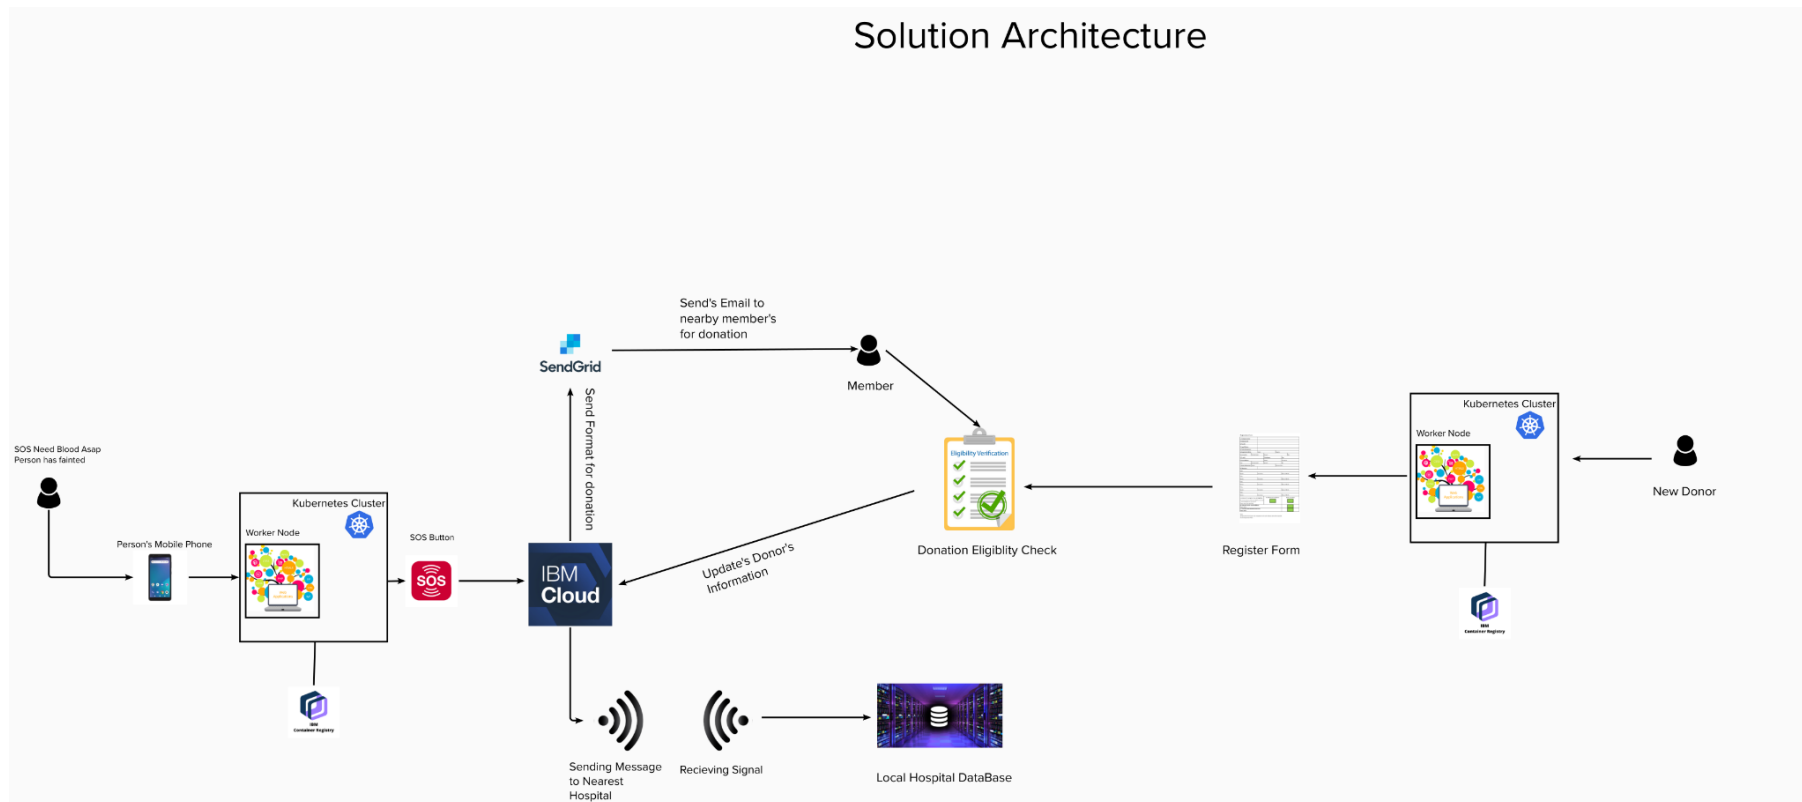 Solution Architecture
Send's Email to
nearby member's
for donation
SendGrid
Member
Send Format for donation
SOS Need Blood Asap
Person has fainted
Person's Mobile Phone
Kubernetes Cluster
Worker Node
SOS Button
SOS
IBM
Cloud
IBM
Container Registry
Update's Donor's
Information
Eligibility Verification
Donation Eligiblity Check
Register Form
Kubernetes Cluster
Worker Node
New Donor
IBM
Container Registry
Sending Message
to Nearest
Hospital
Recieving Signal
Local Hospital DataBase